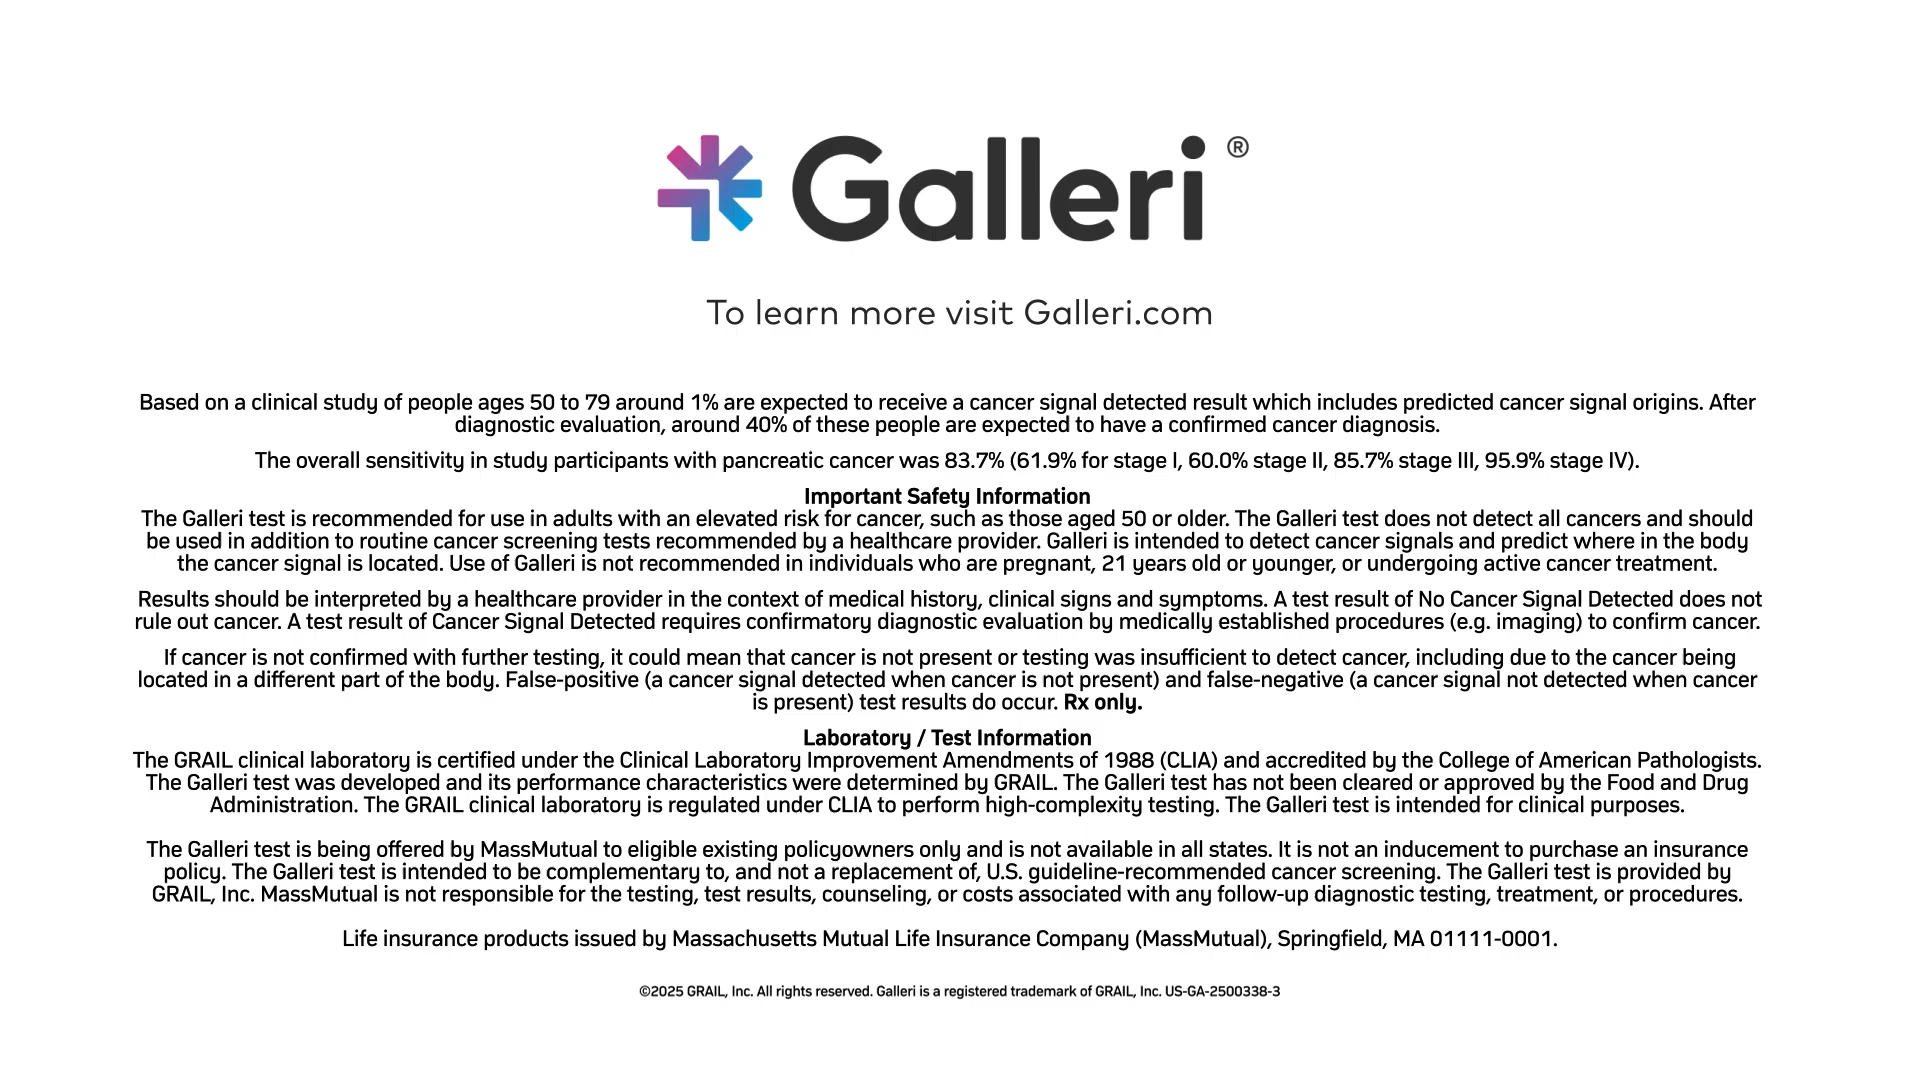 Galleri ®
To learn more visit Galleri.com
Based on a clinical study of people ages 50 to 79 around 1% are expected to receive a cancer signal detected result which includes predicted cancer signal origins. After
diagnostic evaluation, around 40% of these people are expected to have a confirmed cancer diagnosis.
The overall sensitivity in study participants with pancreatic cancer was 83.7% (61.9% for stage I, 60.0% stage II, 85.7% stage III, 95.9% stage IV).
Important Safety Information
The Galleri test is recommended for use in adults with an elevated risk for cancer, such as those aged 50 or older. The Galleri test does not detect all cancers and should
be used in addition to routine cancer screening tests recommended by a healthcare provider. Galleri is intended to detect cancer signals and predict where in the body
the cancer signal is located. Use of Galleri is not recommended in individuals who are pregnant, 21 years old or younger, or undergoing active cancer treatment.
Results should be interpreted by a healthcare provider in the context of medical history, clinical signs and symptoms. A test result of No Cancer Signal Detected does not
rule out cancer. A test result of Cancer Signal Detected requires confirmatory diagnostic evaluation by medically established procedures (e.g. imaging) to confirm cancer.
If cancer is not confirmed with further testing, it could mean that cancer is not present or testing was insufficient to detect cancer, including due to the cancer being
located in a different part of the body. False-positive (a cancer signal detected when cancer is not present) and false-negative (a cancer signal not detected when cancer
is present) test results do occur. Rx only.
Laboratory / Test Information
The GRAIL clinical laboratory is certified under the Clinical Laboratory Improvement Amendments of 1988 (CLIA) and accredited by the College of American Pathologists.
The Galleri test was developed and its performance characteristics were determined by GRAIL. The Galleri test has not been cleared or approved by the Food and Drug
Administration. The GRAIL clinical laboratory is regulated under CLIA to perform high-complexity testing. The Galleri test is intended for clinical purposes.
The Galleri test is being offered by MassMutual to eligible existing policyowners only and is not available in all states. It is not an inducement to purchase an insurance
policy. The Galleri test is intended to be complementary to, and not a replacement of, U.S. guideline-recommended cancer screening. The Galleri test is provided by
GRAIL, Inc. MassMutual is not responsible for the testing, test results, counseling, or costs associated with any follow-up diagnostic testing, treatment, or procedures.
Life insurance products issued by Massachusetts Mutual Life Insurance Company (MassMutual), Springfield, MA 01111-0001.
©2025 GRAIL, Inc. All rights reserved. Galleri is a registered trademark of GRAIL, Inc. US-GA-2500338-3